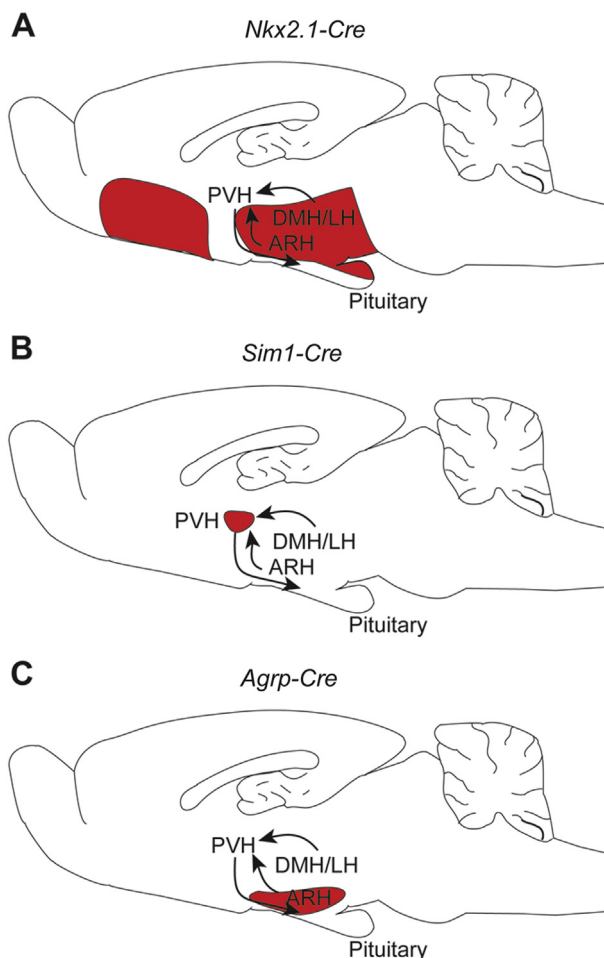 A
Nkx2.1-Cre
PVH
DMH/LH
ARH
Pituitary
B
Sim1-Cre
PVH
DMH/LH
ARH
Pituitary
C
Agrp-Cre
PVH
DMH/LH
ARH
Pituitary